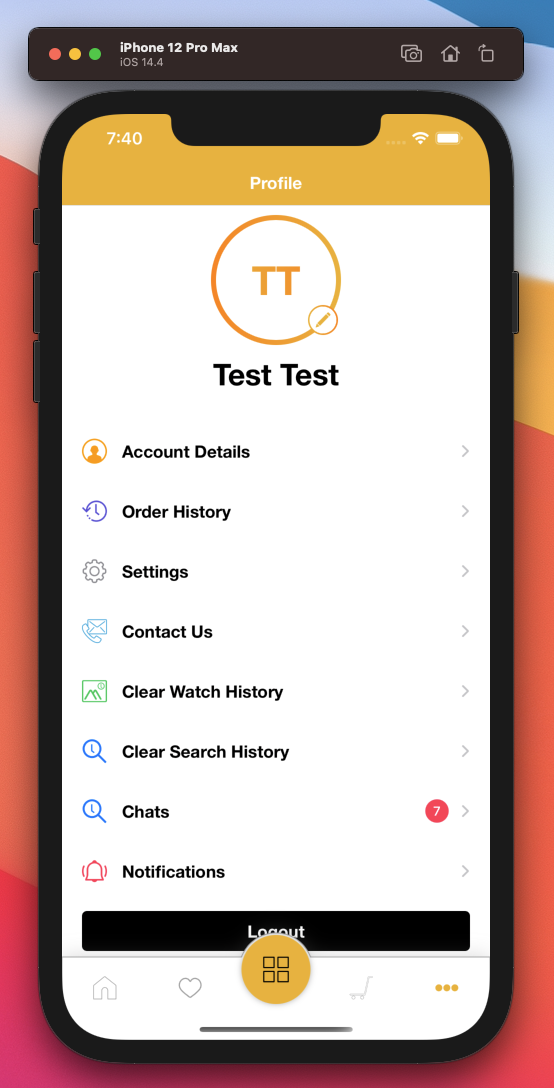 iPhone 12 Pro Max
iOS 14.4
7:40
Profile
TT
Test Test
Account Details
Order History
Settings
Contact Us
Clear Watch History
Clear Search History
Chats 7
Notifications
Logout